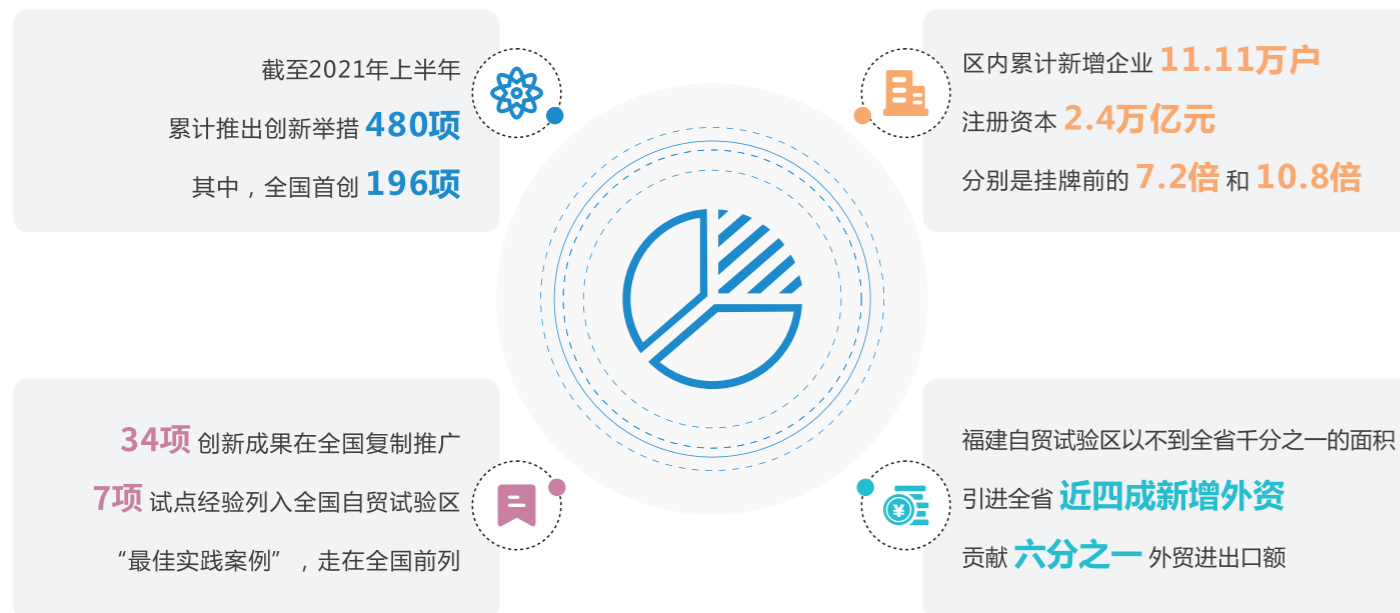 截至2021年上半年
累计推出创新举措 480项
其中，全国首创 196项
区内累计新增企业 11.11万户
注册资本 2.4万亿元
分别是挂牌前的 7.2倍 和 10.8倍
34项 创新成果在全国复制推广
7项 试点经验列入全国自贸试验区
“最佳实践案例”，走在全国前列
福建自贸试验区以不到全省千分之一的面积
引进全省 近四成新增外资
贡献 六分之一 外贸进出口额
¥